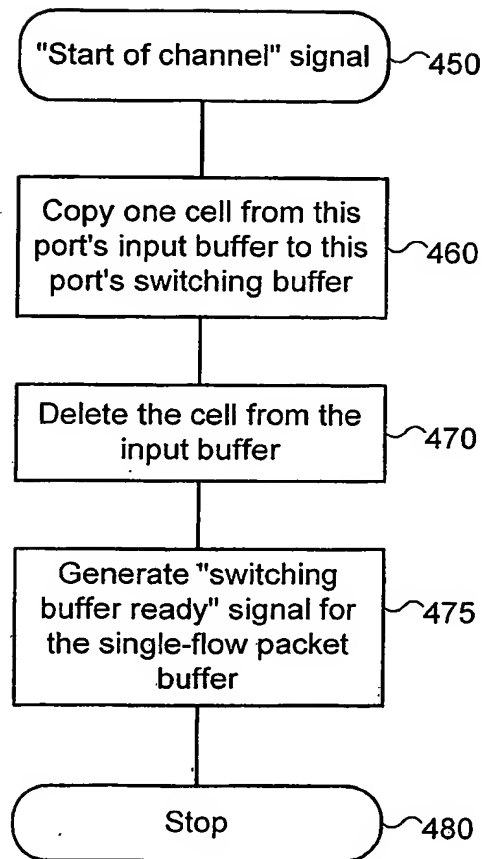 "Start of channel" signal
450
Copy one cell from this
port's input buffer to this
port's switching buffer
460
Delete the cell from the
input buffer
470
Generate "switching
buffer ready" signal for
the single-flow packet
buffer
475
Stop
480